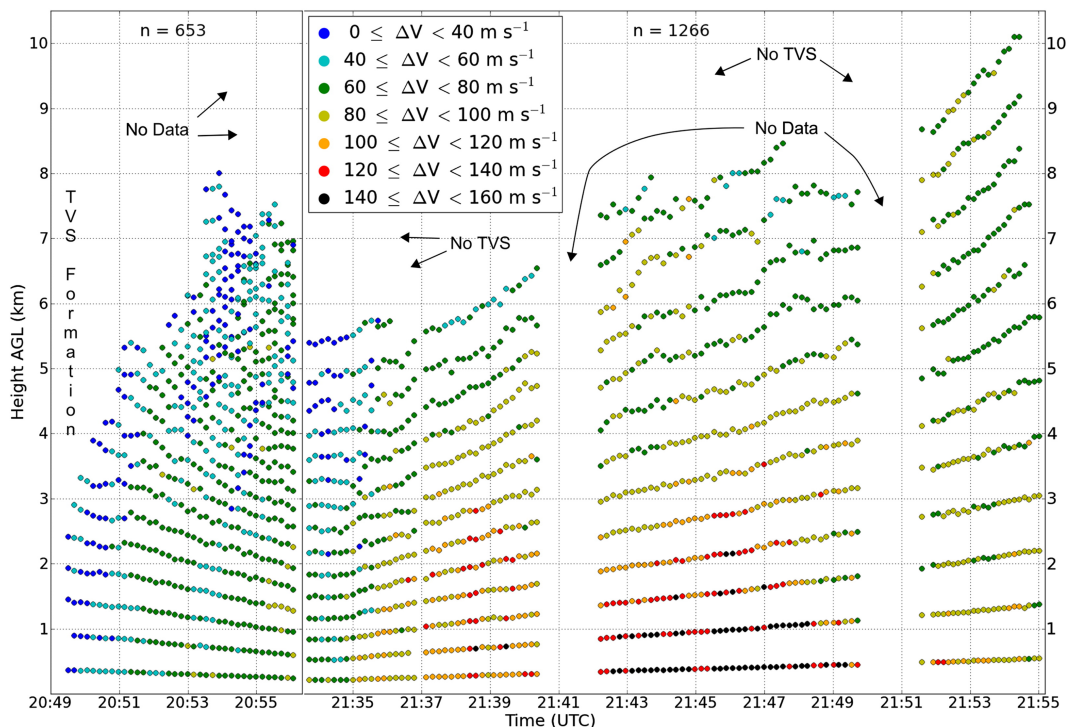 n = 653
n = 1266
0 ≤ ΔV < 40 m s⁻¹
40 ≤ ΔV < 60 m s⁻¹
60 ≤ ΔV < 80 m s⁻¹
80 ≤ ΔV < 100 m s⁻¹
100 ≤ ΔV < 120 m s⁻¹
120 ≤ ΔV < 140 m s⁻¹
140 ≤ ΔV < 160 m s⁻¹
No TVS
No Data
No Data
No TVS
TVS Formation
Height AGL (km)
10
9
8
7
6
5
4
3
2
1
10
9
8
7
6
5
4
3
2
1
20:49 20:51 20:53 20:55 21:35 21:37 21:39 21:41 21:43 21:45 21:47 21:49 21:51 21:53 21:55
Time (UTC)